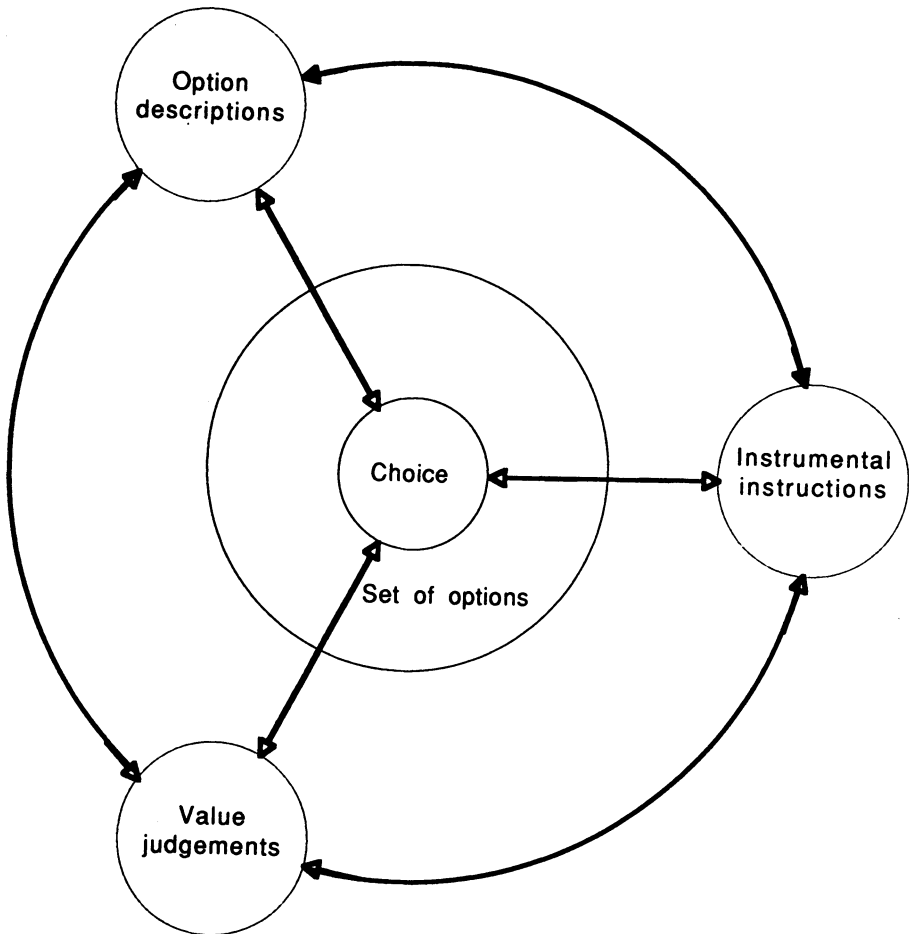 Option
descriptions
Choice
Instrumental
instructions
Set of options
Value
judgements